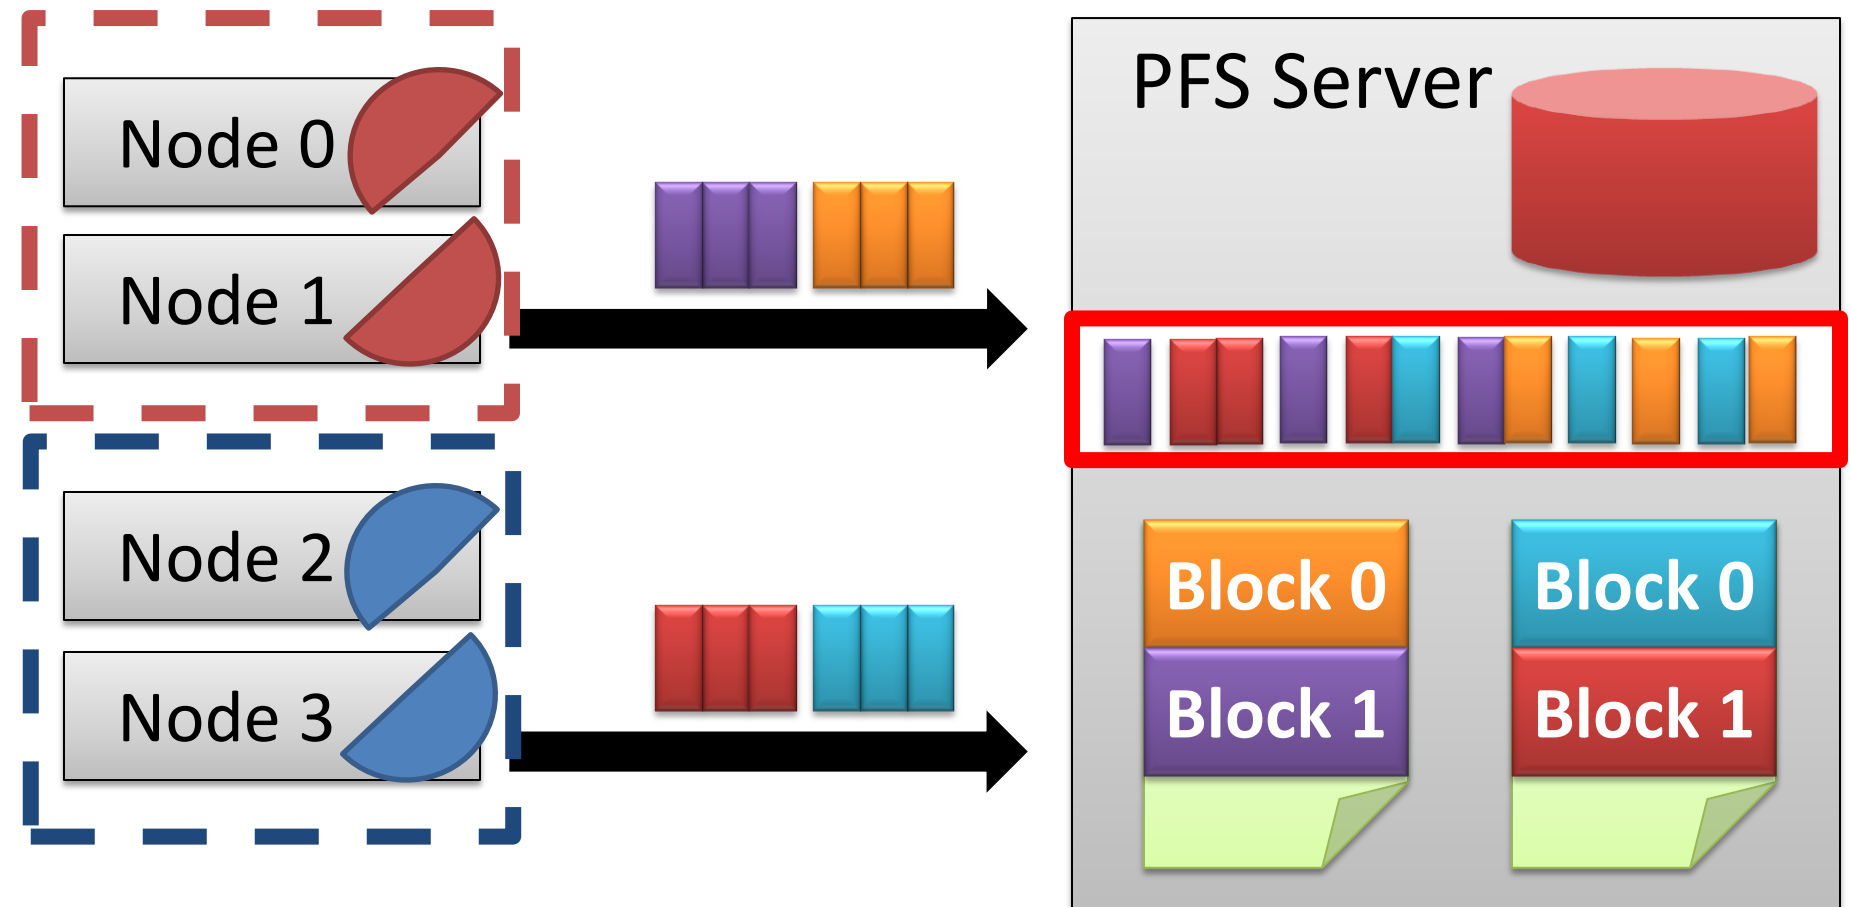 Node 0
Node 1
Node 2
Node 3
PFS Server
Block 0
Block 1
Block 0
Block 1